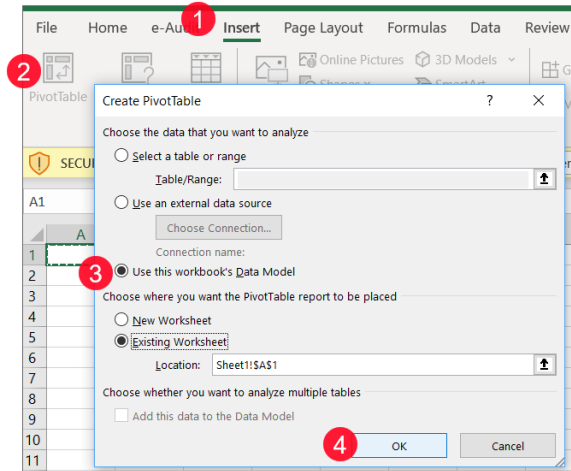 1
File Home e-Au Insert Page Layout Formulas Data Review
2
Online Pictures 3D Models
PivotTable
Create PivotTable ? ×
Choose the data that you want to analyze
SECU
Select a table or range
Table/Range:
A1
Use an external data source
Choose Connection...
A
Connection name:
1
3
Use this workbook's Data Model
2
3
Choose where you want the PivotTable report to be placed
4
New Worksheet
5
Existing Worksheet
6
Location: Sheet1!$A$1
7
8
Choose whether you want to analyze multiple tables
9
Add this data to the Data Model
10
4
OK Cancel
11